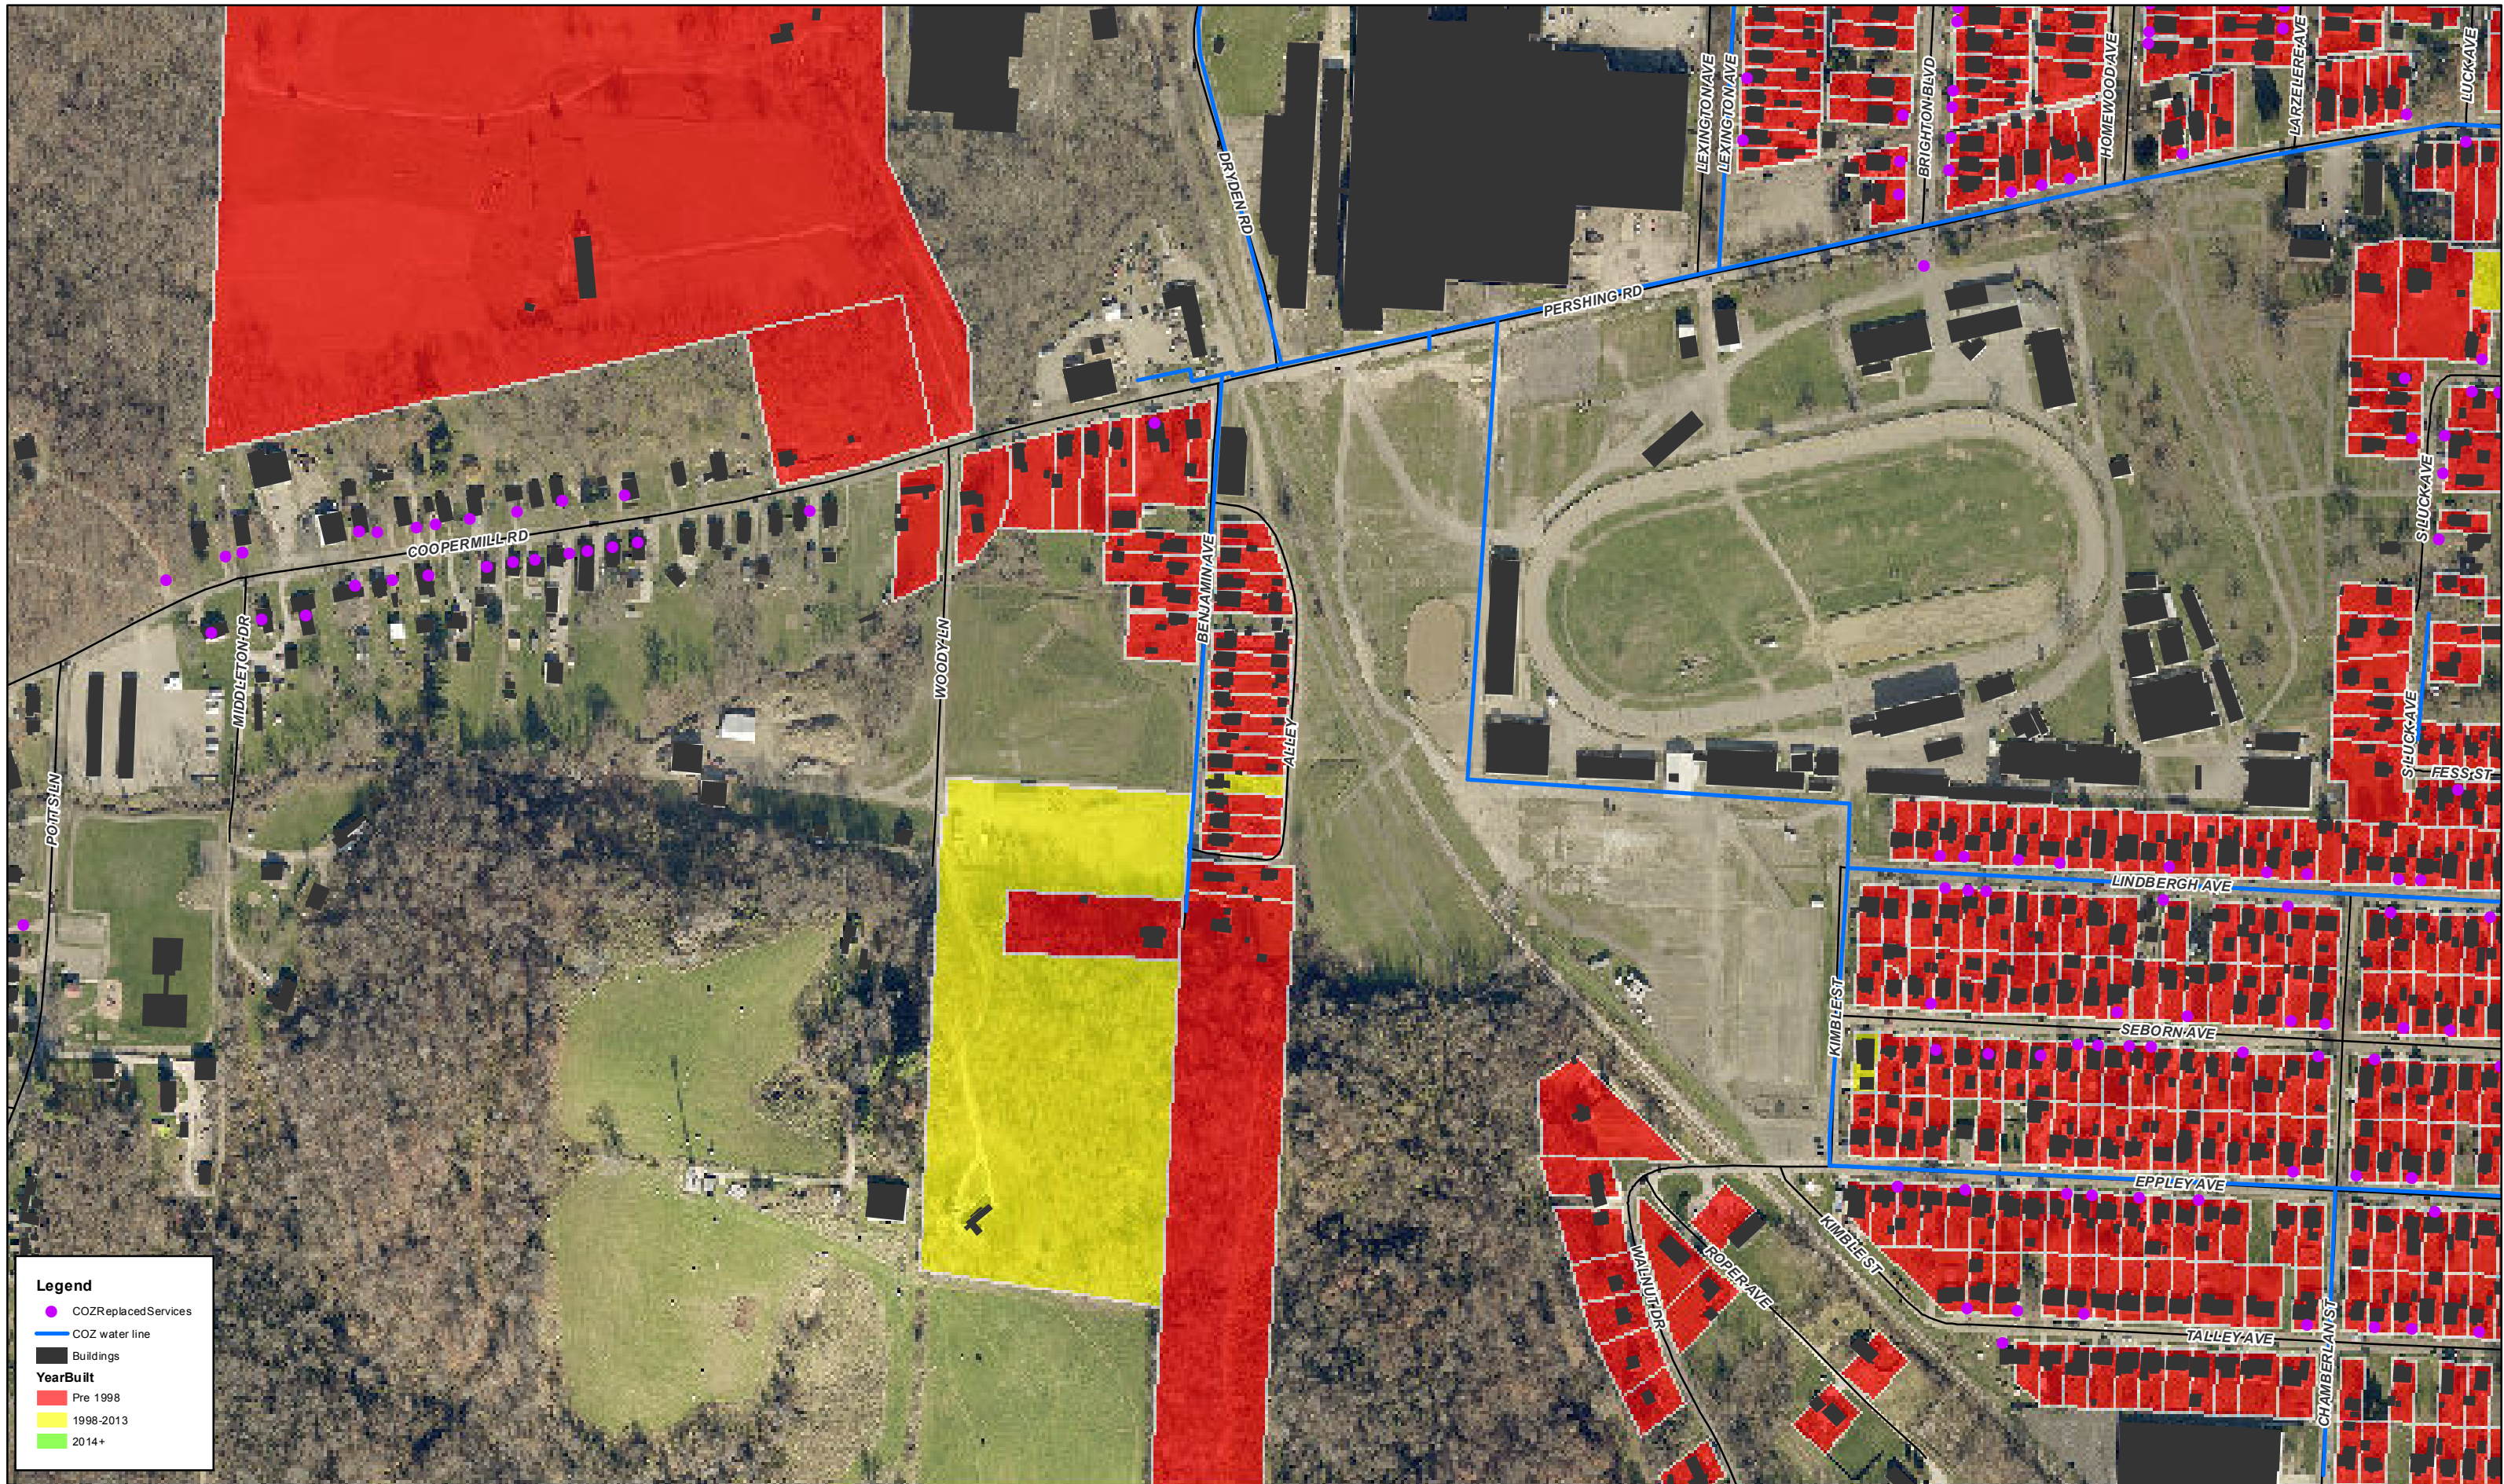 LEXINGTON AVE
LEXINGTON AVE
BRIGHTON BLVD
HOMEWOOD AVE
LARZELERE AVE
LUCK AVE
DRYDEN RD
PERSHING RD
COOPERMILL RD
MIDDLETON DR
WOODY LN
BENJAMIN AVE
ALLEY
POTTS LN
S LUCK AVE
S LUCK AVE
FESS ST
LINDBERGH AVE
SEBORN AVE
KIMBLE ST
EPPLEY AVE
KIMBLE ST
ROPER AVE
WALNUT DR
TALLEY AVE
CHAMBERLAN ST
Legend
COZReplacedServices
COZ water line
Buildings
YearBuilt
Pre 1998
1998-2013
2014+